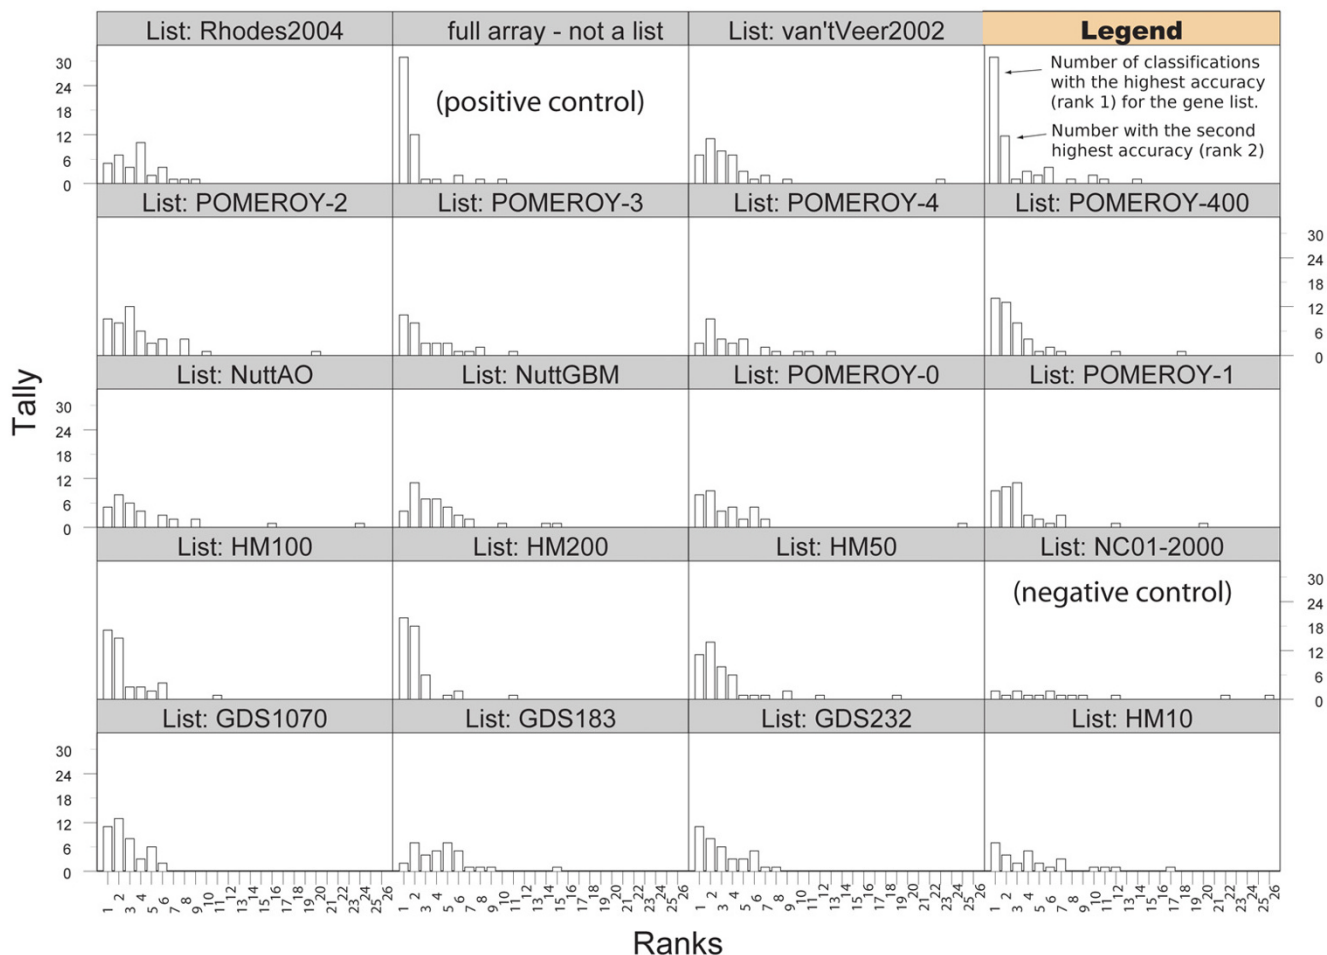 List: Rhodes2004
full array - not a list
List: van'tVeer2002
Legend
30
24
18
12
6
0
(positive control)
Number of classifications
with the highest accuracy
(rank 1) for the gene list.
Number with the second
highest accuracy (rank 2)
List: POMEROY-2
List: POMEROY-3
List: POMEROY-4
List: POMEROY-400
30
24
18
12
6
0
List: NuttAO
List: NuttGBM
List: POMEROY-0
List: POMEROY-1
Tally
30
24
18
12
6
0
List: HM100
List: HM200
List: HM50
List: NC01-2000
(negative control)
30
24
18
12
6
0
List: GDS1070
List: GDS183
List: GDS232
List: HM10
30
24
18
12
6
0
1 2 3 4 5 6 7 8 9 10 11 12 13 14 15 16 17 18 19 20 21 22 23 24 25 26
1 2 3 4 5 6 7 8 9 10 11 12 13 14 15 16 17 18 19 20 21 22 23 24 25 26
1 2 3 4 5 6 7 8 9 10 11 12 13 14 15 16 17 18 19 20 21 22 23 24 25 26
1 2 3 4 5 6 7 8 9 10 11 12 13 14 15 16 17 18 19 20 21 22 23 24 25 26
Ranks